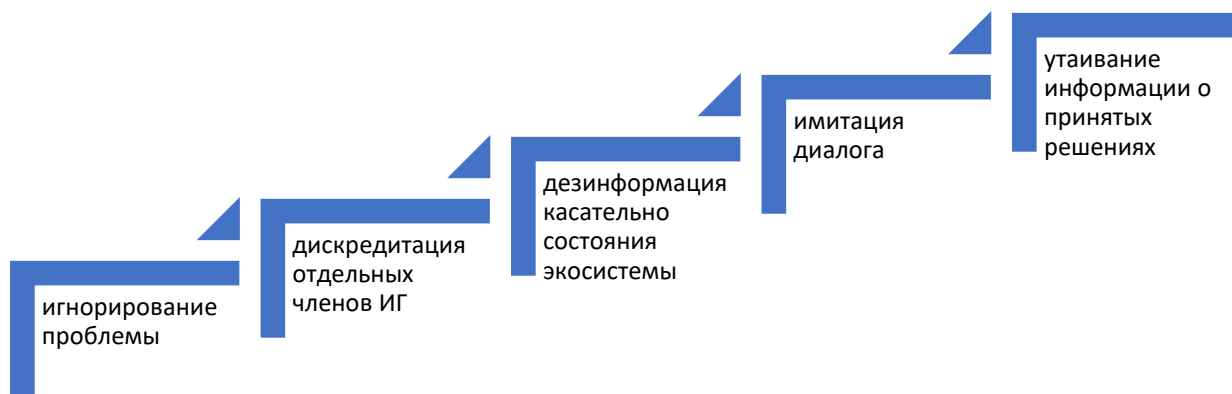 игнорирование
проблемы
дискредитация
отдельных
членов ИГ
дезинформация
касательно
состояния
экосистемы
имитация
диалога
утаивание
информации о
принятых
решениях